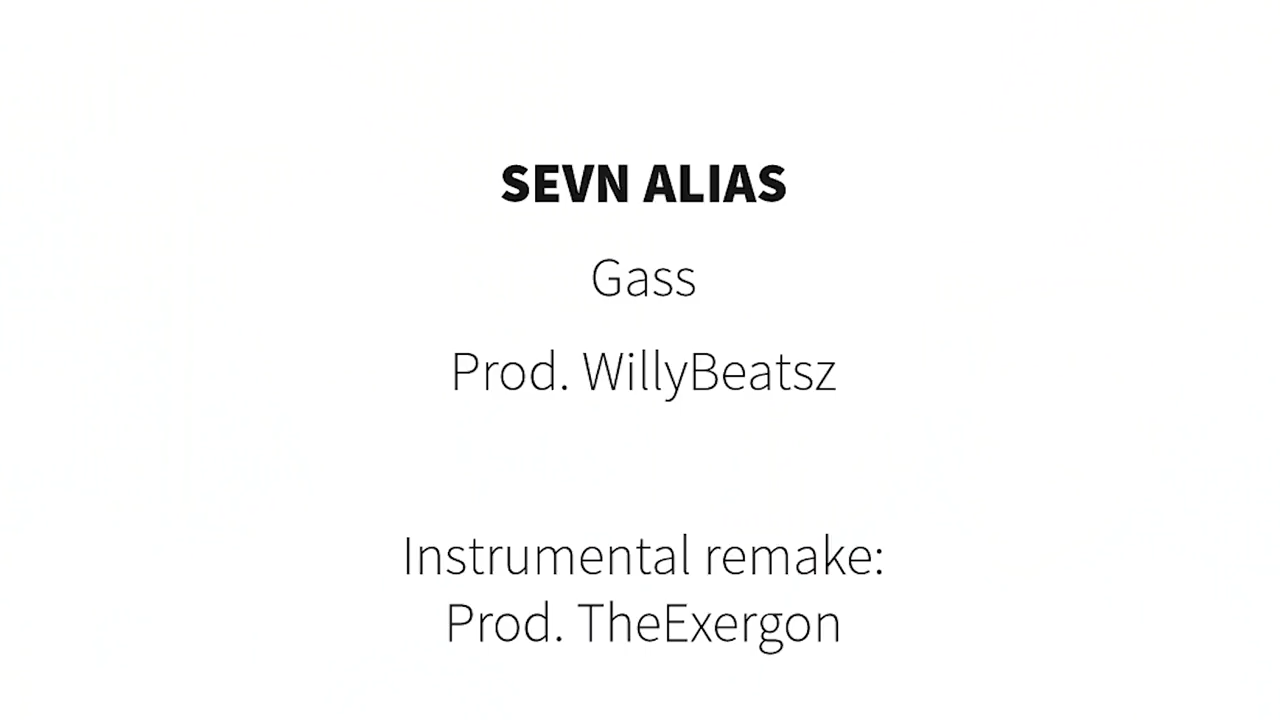 SEVN ALIAS
Gass
Prod. WillyBeatsz
Instrumental remake:
Prod. TheExergon